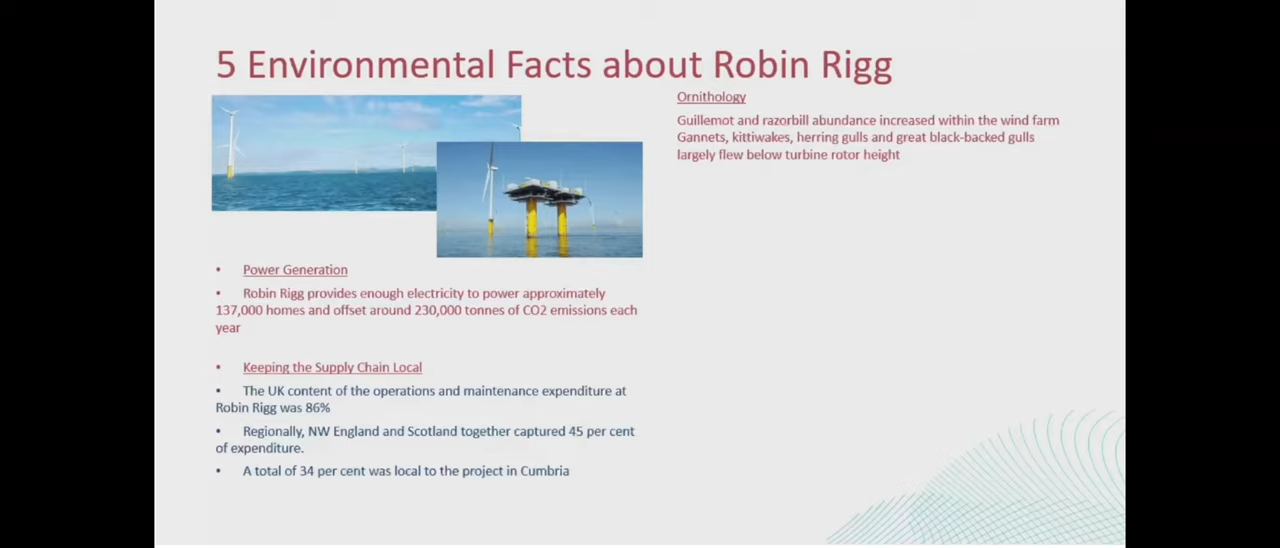 5 Environmental Facts about Robin Rigg
• Power Generation
• Robin Rigg provides enough electricity to power approximately
137,000 homes and offset around 230,000 tonnes of CO2 emissions each
year
• Keeping the Supply Chain Local
• The UK content of the operations and maintenance expenditure at
Robin Rigg was 86%
• Regionally, NW England and Scotland together captured 45 per cent
of expenditure.
• A total of 34 per cent was local to the project in Cumbria
Ornithology
Guillemot and razorbill abundance increased within the wind farm
Gannets, kittiwakes, herring gulls and great black-backed gulls
largely flew below turbine rotor height